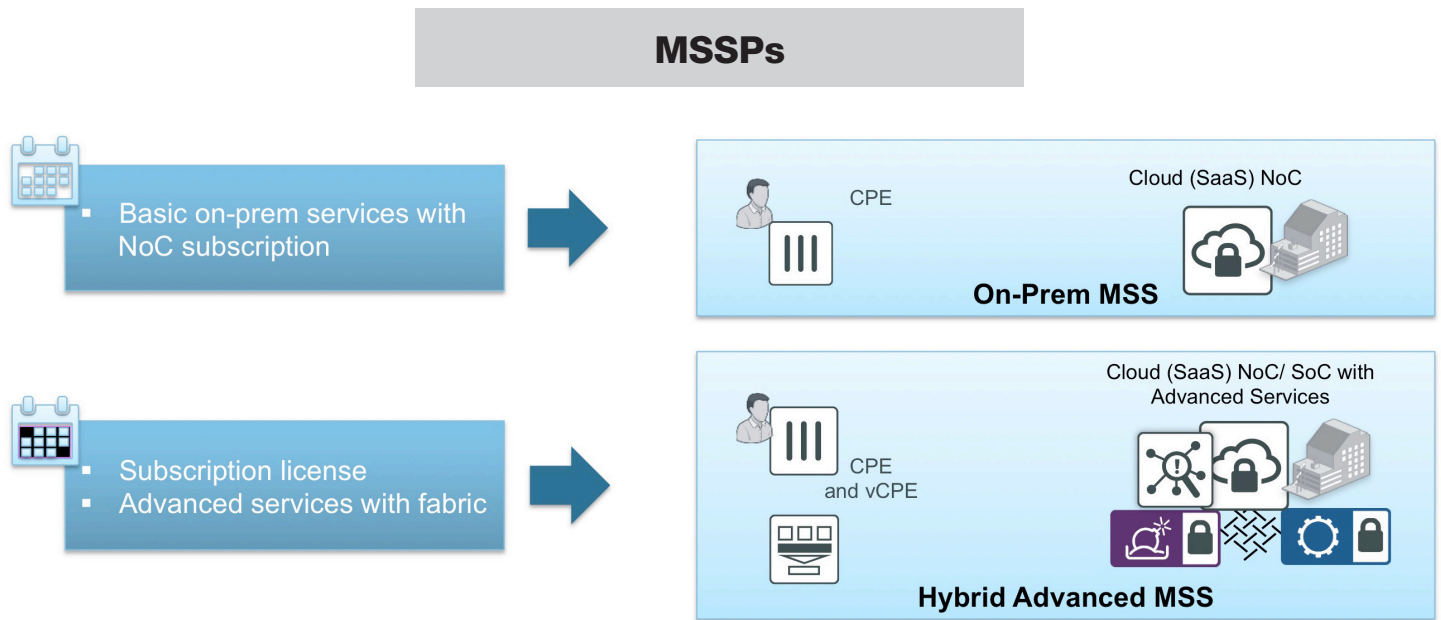 MSSPs
▪ Basic on-prem services with
NoC subscription
CPE
Cloud (SaaS) NoC
On-Prem MSS
▪ Subscription license
▪ Advanced services with fabric
CPE
and vCPE
Cloud (SaaS) NoC/ SoC with
Advanced Services
Hybrid Advanced MSS